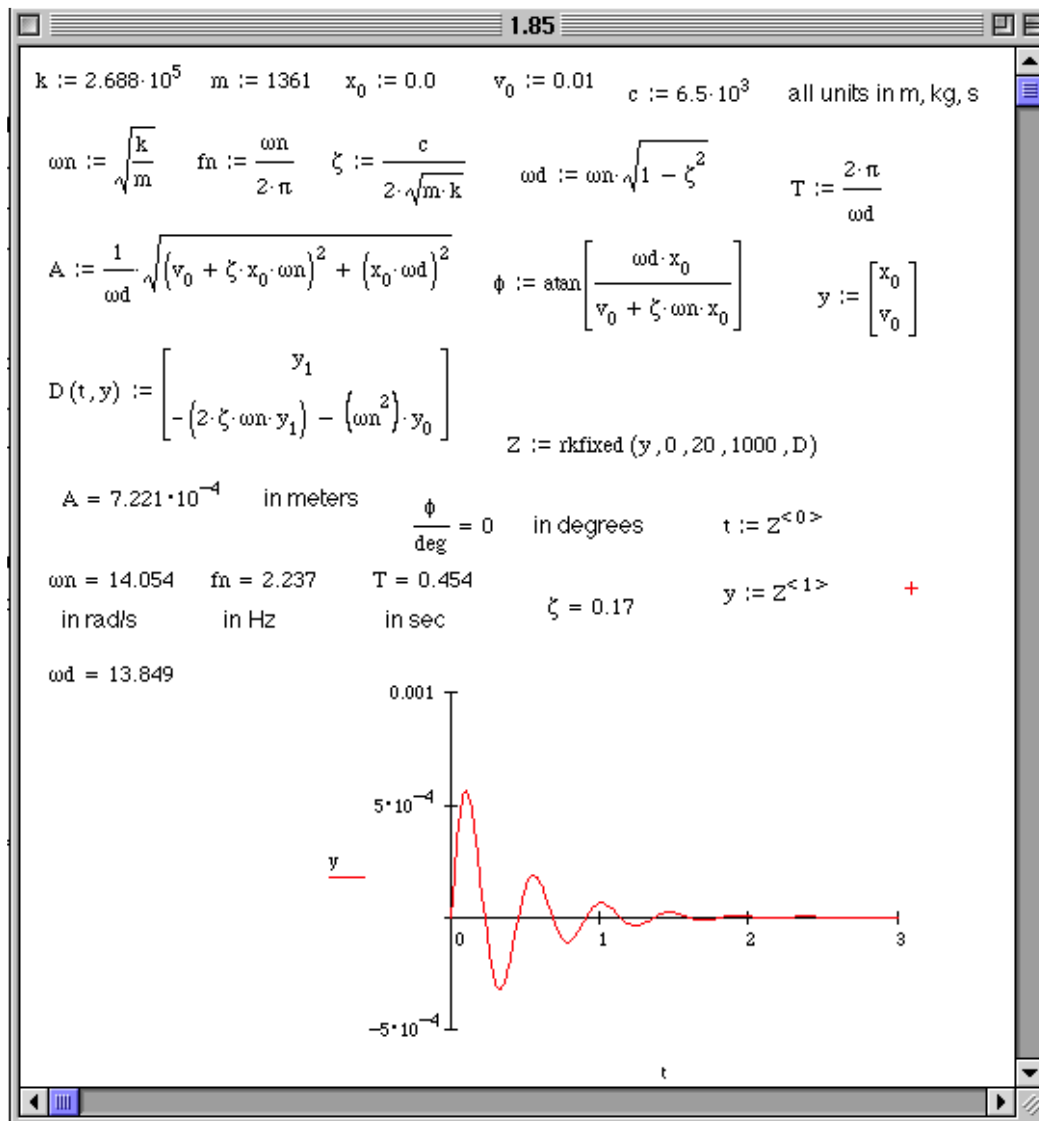 1.85
k := 2.688·10^5 m := 1361 x_0 := 0.0 v_0 := 0.01 c := 6.5·10^3 all units in m, kg, s
ωn := √(k/m) fn := ωn/(2·π) ζ := c/(2·√(m·k)) ωd := ωn·√(1 − ζ^2) T := (2·π)/ωd
A := (1/ωd)·√((v_0 + ζ·x_0·ωn)^2 + (x_0·ωd)^2) ϕ := atan[(ωd·x_0)/(v_0 + ζ·ωn·x_0)] y := [x_0; v_0]
D(t,y) := [y_1; −(2·ζ·ωn·y_1) − (ωn^2)·y_0]
Z := rkfixed (y,0,20,1000,D)
A = 7.221·10^−4 in meters ϕ/deg = 0 in degrees t := Z^<0>
ωn = 14.054 fn = 2.237 T = 0.454 ζ = 0.17 y := Z^<1> +
in rad/s in Hz in sec
ωd = 13.849
0.001
5·10^−4
y
0 1 2 3
−5·10^−4
t